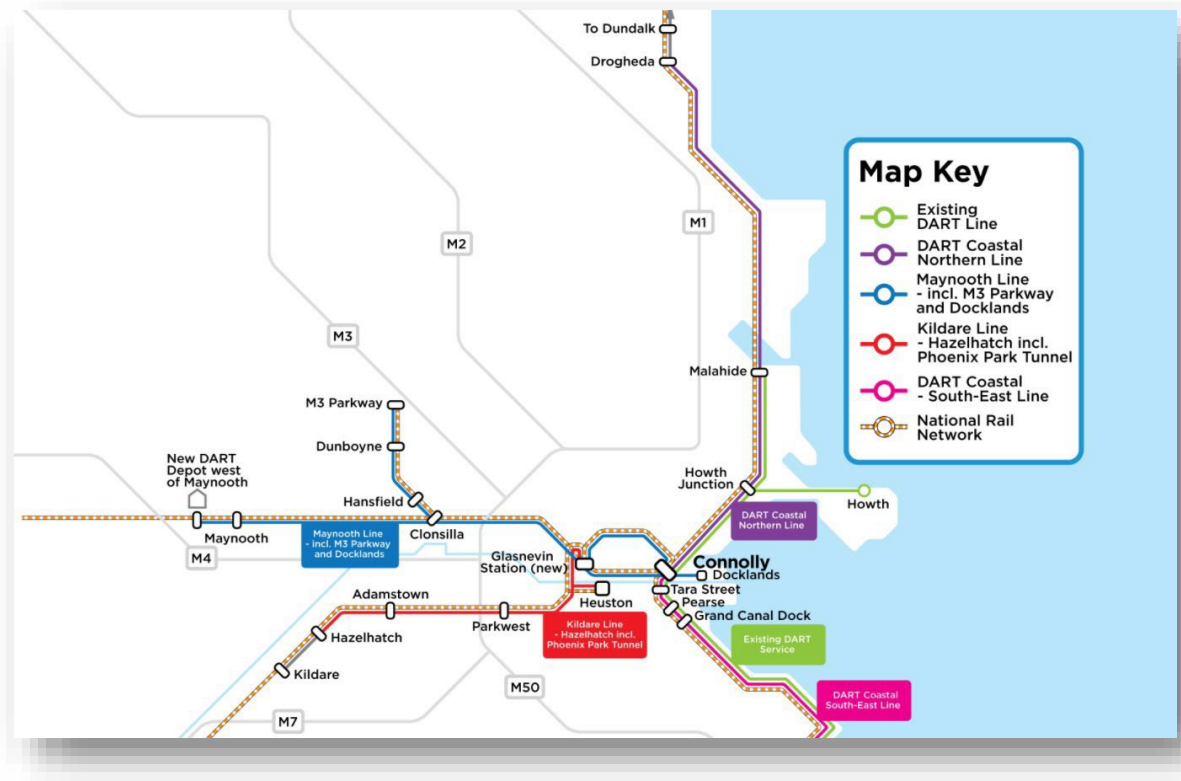 To Dundalk
Drogheda
M1
M2
M3
Map Key
Existing
DART Line
DART Coastal
Northern Line
Maynooth Line
- incl. M3 Parkway
and Docklands
Kildare Line
- Hazelhatch incl.
Phoenix Park Tunnel
DART Coastal
- South-East Line
National Rail
Network
Malahide
M3 Parkway
Dunboyne
New DART
Depot west
of Maynooth
Hansfield
Howth
Junction
Howth
DART Coastal
Northern Line
Maynooth
Maynooth Line
- incl. M3 Parkway
and Docklands
Clonsilla
M4
Glasnevin
Station (new)
Connolly
Docklands
Tara Street
Pearse
Grand Canal Dock
Heuston
Adamstown
Parkwest
Kildare Line
- Hazelhatch incl.
Phoenix Park Tunnel
Existing DART
Service
Hazelhatch
Kildare
M50
DART Coastal
South-East Line
M7